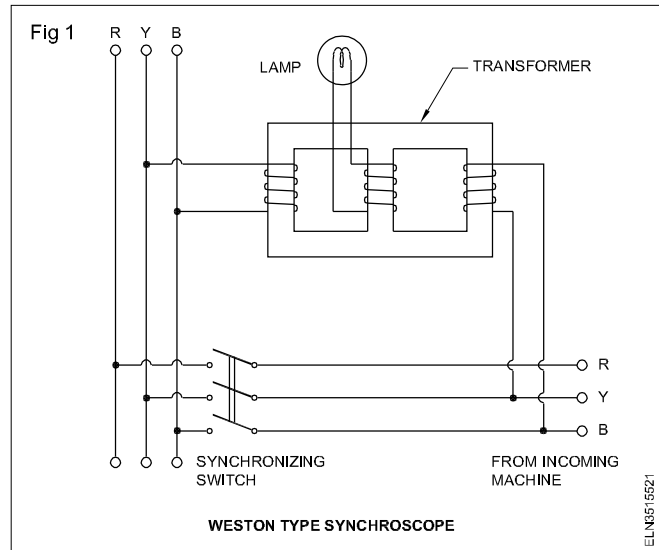 Fig 1
R Y B
LAMP
TRANSFORMER
R
Y
B
SYNCHRONIZING
SWITCH
FROM INCOMING
MACHINE
WESTON TYPE SYNCHROSCOPE
ELN3515521